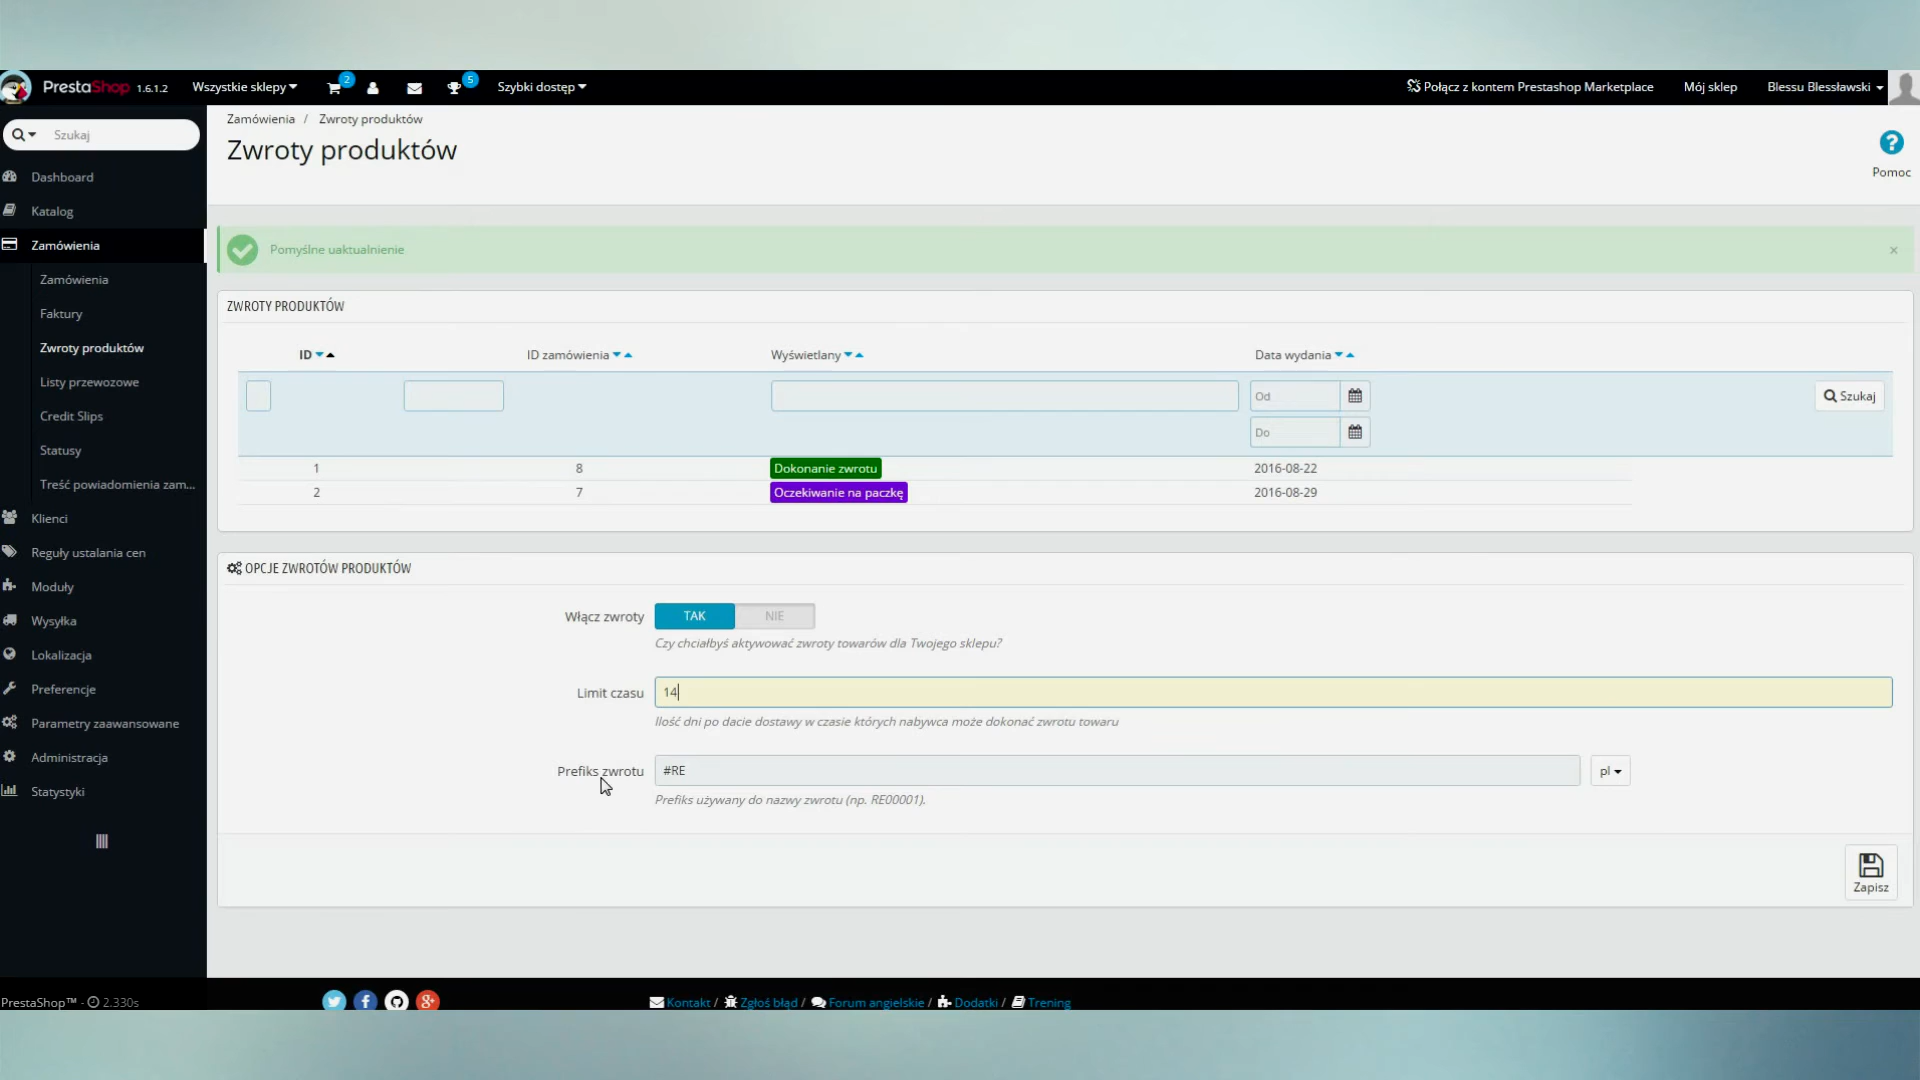 PrestaShop 1.6.1.2 Wszystkie sklepy 2 5 Szybki dostęp Połącz z kontem Prestashop Marketplace Mój sklep Blessu Blessławski
Szukaj
Dashboard
Katalog
Zamówienia
Zamówienia
Faktury
Zwroty produktów
Listy przewozowe
Credit Slips
Statusy
Treść powiadomienia zam...
Klienci
Reguły ustalania cen
Moduły
Wysyłka
Lokalizacja
Preferencje
Parametry zaawansowane
Administracja
Statystyki
Zamówienia / Zwroty produktów
Zwroty produktów
Pomoc
Pomyślne uaktualnienie ×
ZWROTY PRODUKTÓW
ID ID zamówienia Wyświetlany Data wydania
Od Szukaj
Do
1 8 Dokonanie zwrotu 2016-08-22
2 7 Oczekiwanie na paczkę 2016-08-29
OPCJE ZWROTÓW PRODUKTÓW
Włącz zwroty TAK NIE
Czy chciałbyś aktywować zwroty towarów dla Twojego sklepu?
Limit czasu 14
Ilość dni po dacie dostawy w czasie których nabywca może dokonać zwrotu towaru
Prefiks zwrotu #RE pl
Prefiks używany do nazwy zwrotu (np. RE00001).
Zapisz
PrestaShop™ - 2.330s Kontakt / Zgłoś błąd / Forum angielskie / Dodatki / Trening